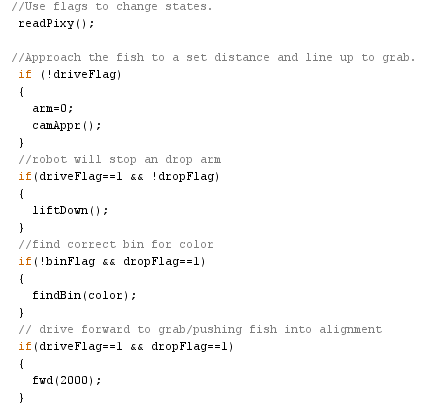 //Use flags to change states.
readPixy();
//Approach the fish to a set distance and line up to grab.
if (!driveFlag)
{
arm=0;
camAppr();
}
//robot will stop an drop arm
if(driveFlag==1 && !dropFlag)
{
liftDown();
}
//find correct bin for color
if(!binFlag && dropFlag==1)
{
findBin(color);
}
// drive forward to grab/pushing fish into alignment
if(driveFlag==1 && dropFlag==1)
{
fwd(2000);
}